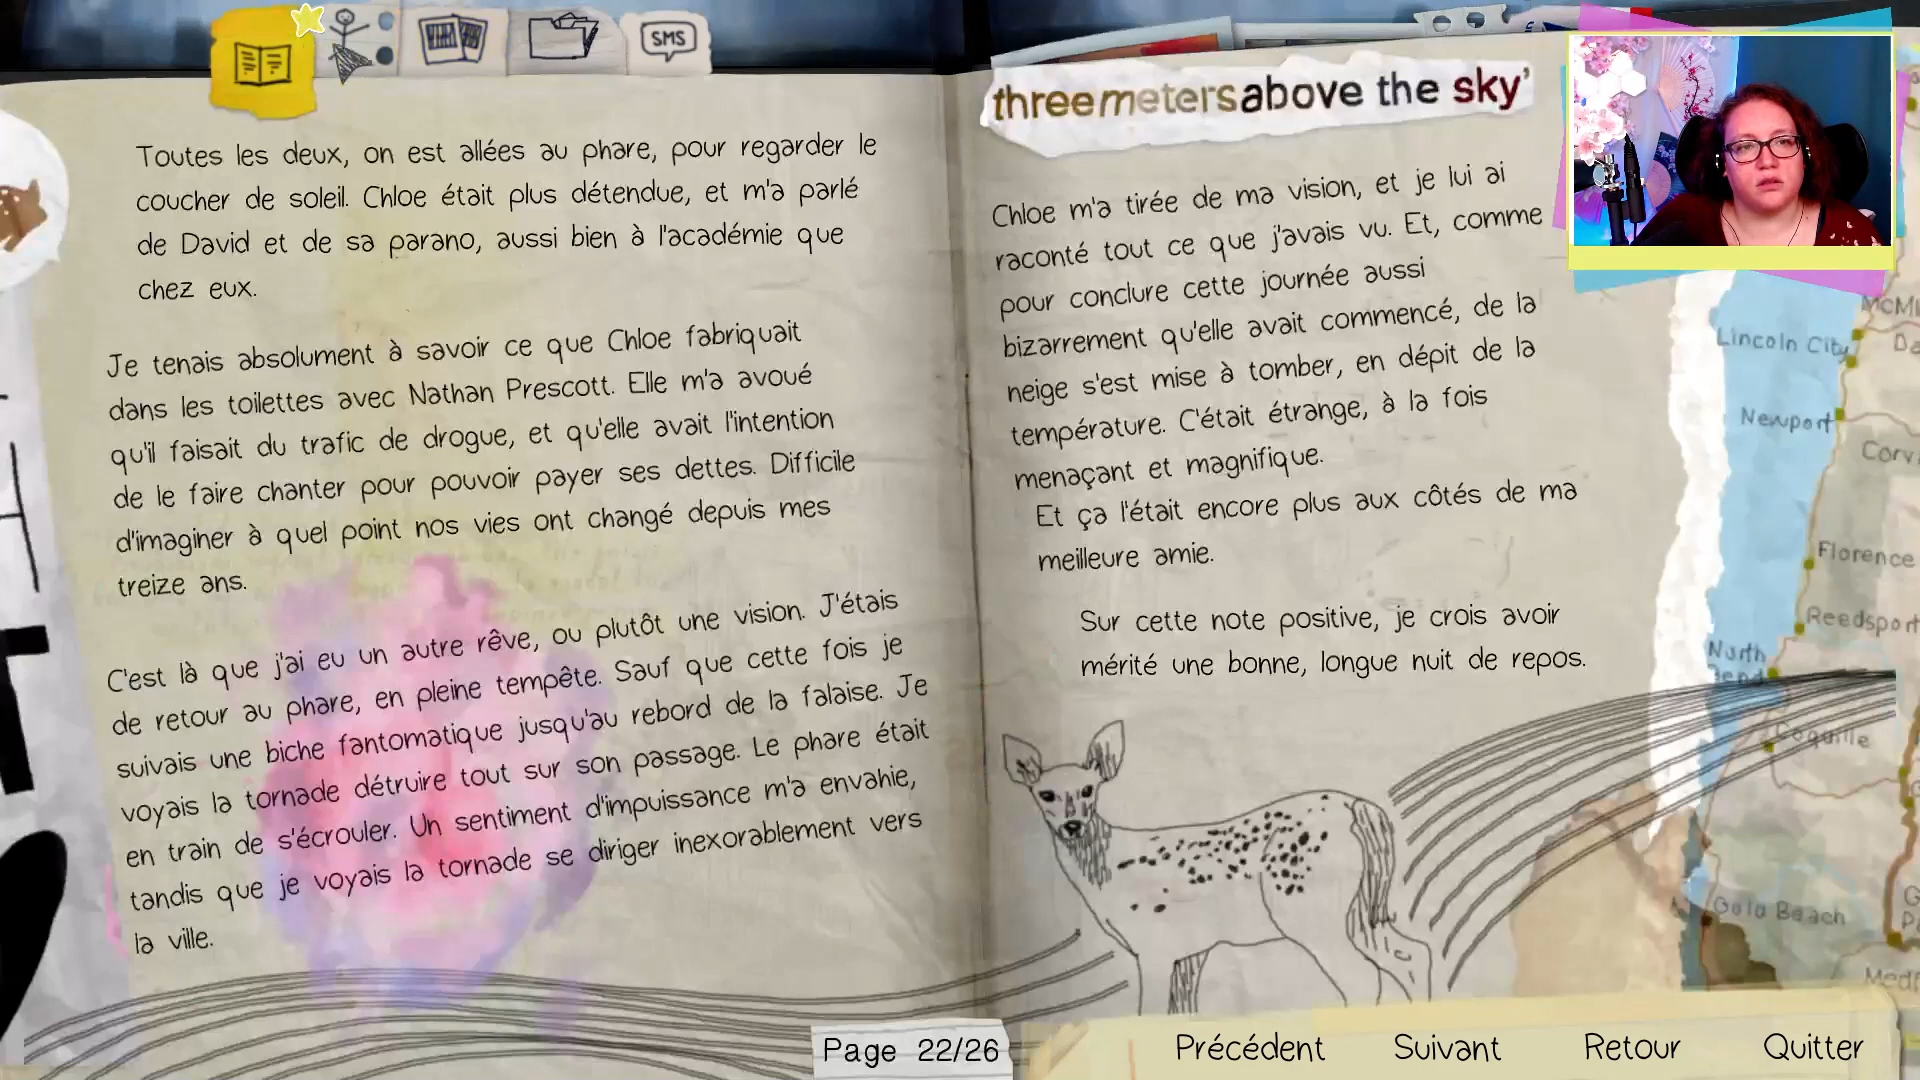 SMS
Toutes les deux, on est allées au phare, pour regarder le
coucher de soleil. Chloe était plus détendue, et m'a parlé
de David et de sa parano, aussi bien à l'académie que
chez eux.
Je tenais absolument à savoir ce que Chloe fabriquait
dans les toilettes avec Nathan Prescott. Elle m'a avoué
qu'il faisait du trafic de drogue, et qu'elle avait l'intention
de le faire chanter pour pouvoir payer ses dettes. Difficile
d'imaginer à quel point nos vies ont changé depuis mes
treize ans.
C'est là que j'ai eu un autre rêve, ou plutôt une vision. J'étais
de retour au phare, en pleine tempête. Sauf que cette fois je
suivais une biche fantomatique jusqu'au rebord de la falaise. Je
voyais la tornade détruire tout sur son passage. Le phare était
en train de s'écrouler. Un sentiment d'impuissance m'a envahie,
tandis que je voyais la tornade se diriger inexorablement vers
la ville.
three meters above the sky'
Chloe m'a tirée de ma vision, et je lui ai
raconté tout ce que j'avais vu. Et, comme
pour conclure cette journée aussi
bizarrement qu'elle avait commencé, de la
neige s'est mise à tomber, en dépit de la
température. C'était étrange, à la fois
menaçant et magnifique.
Et ça l'était encore plus aux côtés de ma
meilleure amie.
Sur cette note positive, je crois avoir
mérité une bonne, longue nuit de repos.
Lincoln City
Newport
Florence
Reedsport
North
Bend
Coquille
Gold Beach
Page 22/26
Précédent
Suivant
Retour
Quitter